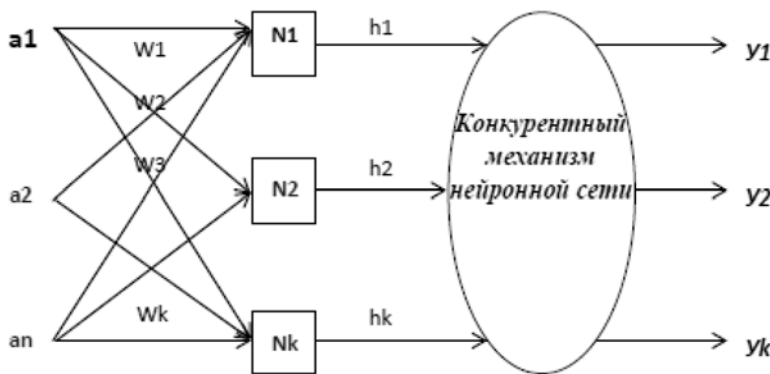 a1
W1
N1
h1
y1
W2
Конкурентный
механизм
нейронной сети
W3
a2
N2
h2
y2
Wk
an
Nk
hk
yk